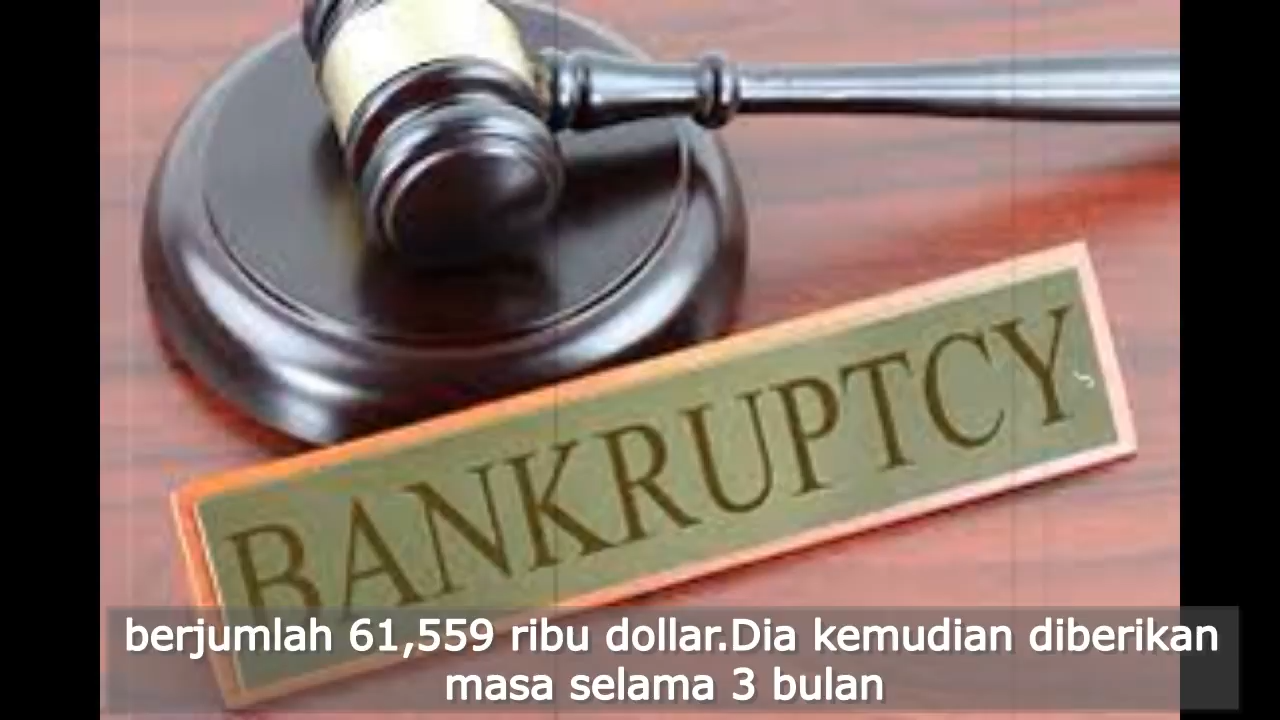 BANKRUPTCY
berjumlah 61,559 ribu dollar.Dia kemudian diberikan
masa selama 3 bulan